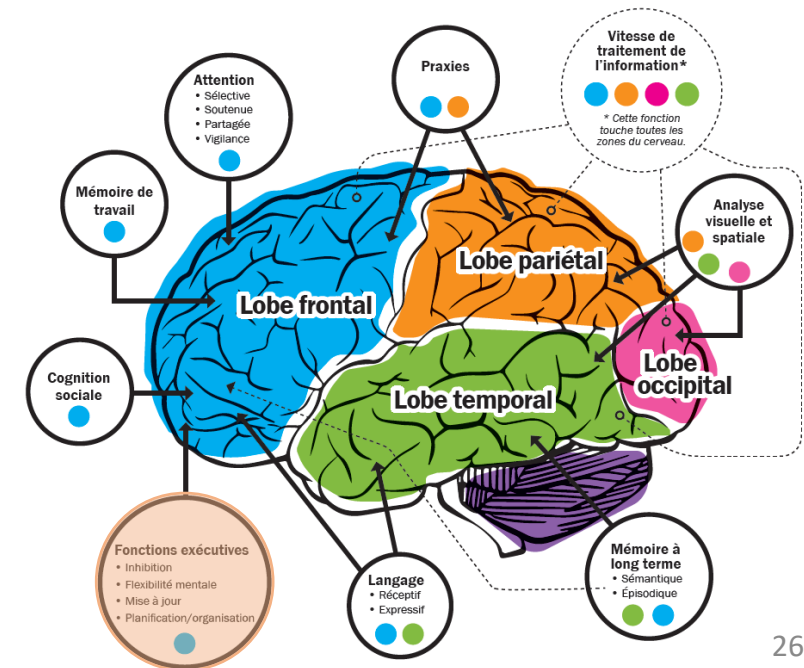 Vitesse de
traitement de
l'information*
* Cette fonction
touche toutes les
zones du cerveau.
Praxies
Attention
• Sélective
• Soutenue
• Partagée
• Vigilance
Mémoire de
travail
Analyse
visuelle et
spatiale
Lobe pariétal
Lobe frontal
Lobe
occipital
Lobe temporal
Cognition
sociale
Fonctions exécutives
• Inhibition
• Flexibilité mentale
• Mise à jour
• Planification/organisation
Langage
• Réceptif
• Expressif
Mémoire à
long terme
• Sémantique
• Épisodique
26